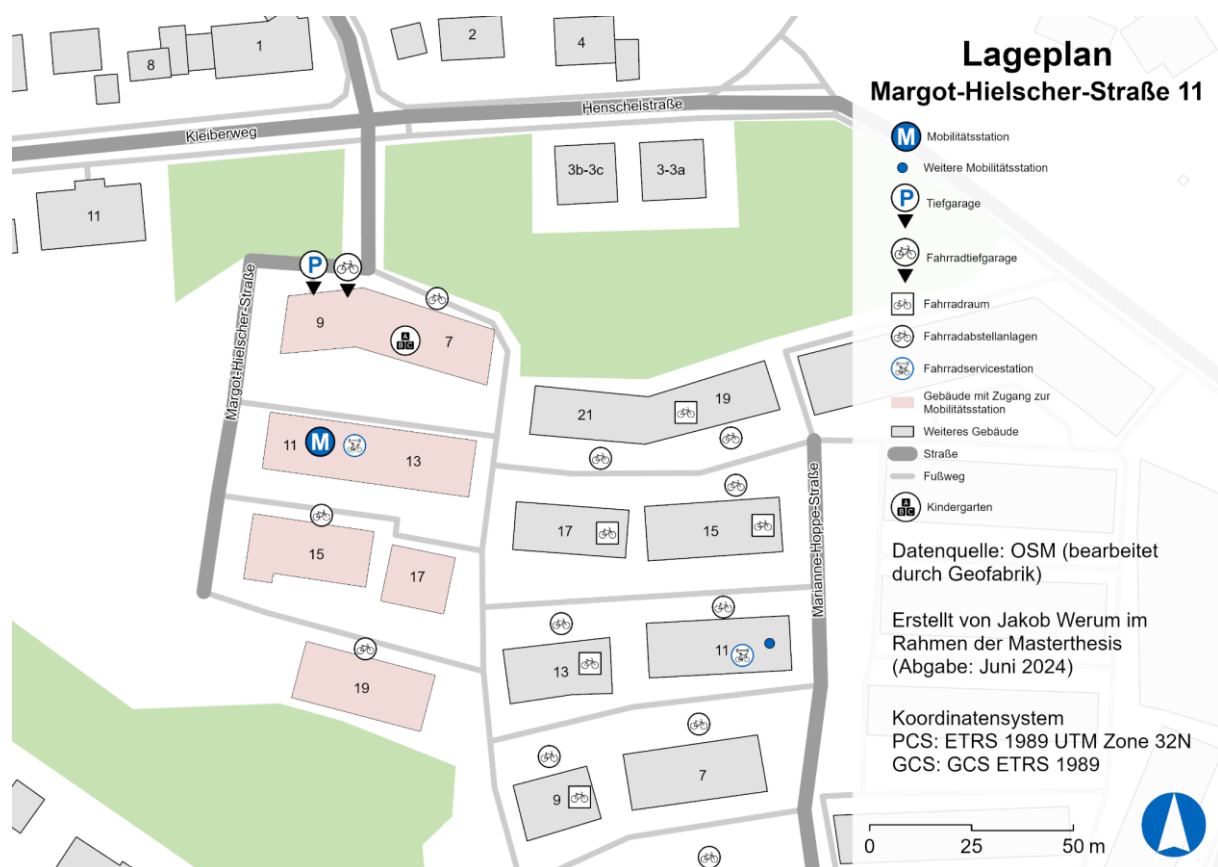 Lageplan
Margot-Hielscher-Straße 11
M Mobilitätsstation
Weitere Mobilitätsstation
P Tiefgarage
Fahrradtiefgarage
Fahrradraum
Fahrradabstellanlagen
Fahrradservicestation
Gebäude mit Zugang zur
Mobilitätsstation
Weiteres Gebäude
Straße
Fußweg
A B C Kindergarten
Datenquelle: OSM (bearbeitet
durch Geofabrik)
Erstellt von Jakob Werum im
Rahmen der Masterthesis
(Abgabe: Juni 2024)
Koordinatensystem
PCS: ETRS 1989 UTM Zone 32N
GCS: GCS ETRS 1989
0 25 50 m
1
2
4
8
Henschelstraße
Kleiberweg
3b-3c
3-3a
11
P
Margot-Hielscher-Straße
9
A B C
7
21
19
11
M
13
Marianne-Hoppe-Straße
15
17
17
15
13
11
19
9
7